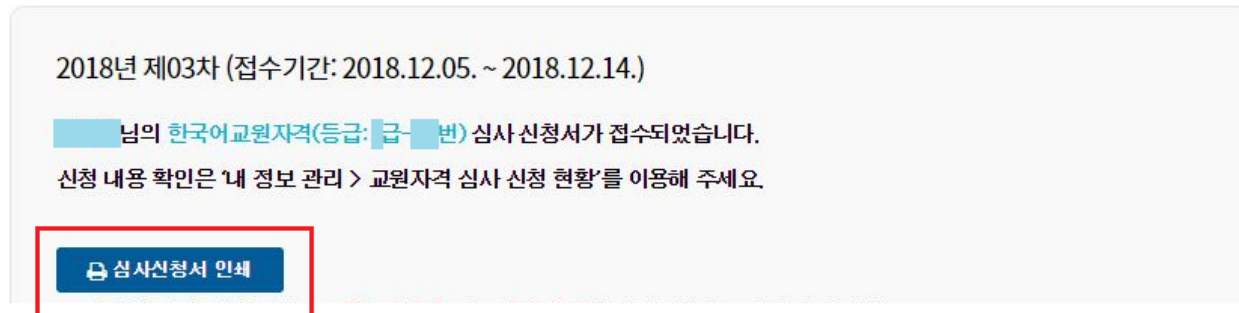 2018년 제03차 (접수기간: 2018.12.05. ~ 2018.12.14.)
님의 한국어교원자격(등급: 급- 번) 심사 신청서가 접수되었습니다.
신청 내용 확인은 '내 정보 관리 > 교원자격 심사 신청 현황'를 이용해 주세요.
심사신청서 인쇄